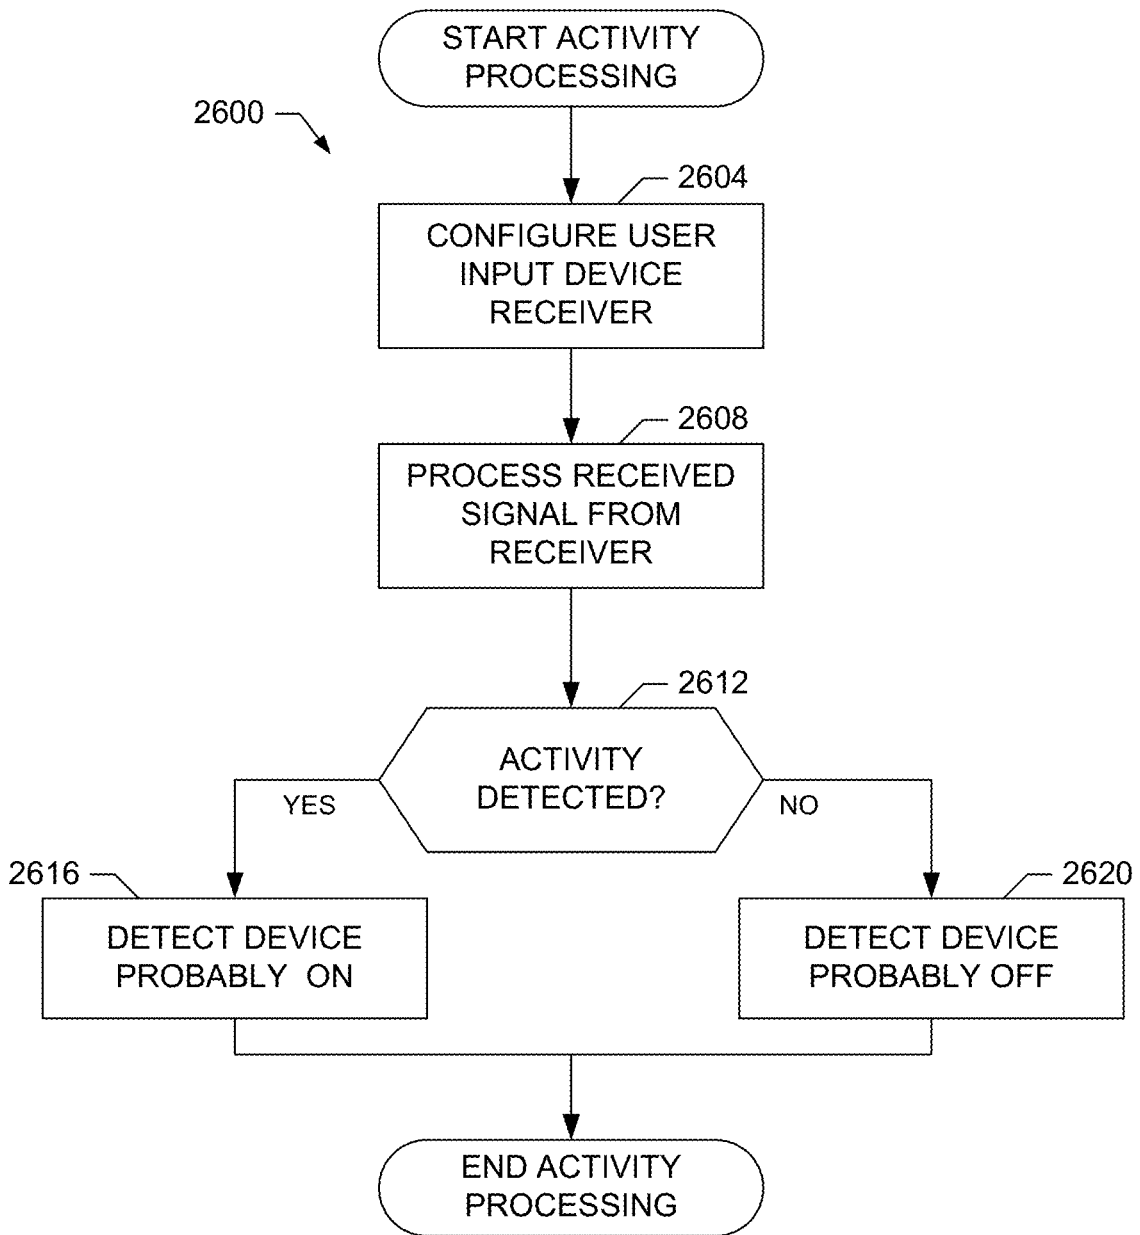 START ACTIVITY
PROCESSING
2600
2604
CONFIGURE USER
INPUT DEVICE
RECEIVER
2608
PROCESS RECEIVED
SIGNAL FROM
RECEIVER
2612
ACTIVITY
DETECTED?
YES
NO
2616
DETECT DEVICE
PROBABLY ON
2620
DETECT DEVICE
PROBABLY OFF
END ACTIVITY
PROCESSING